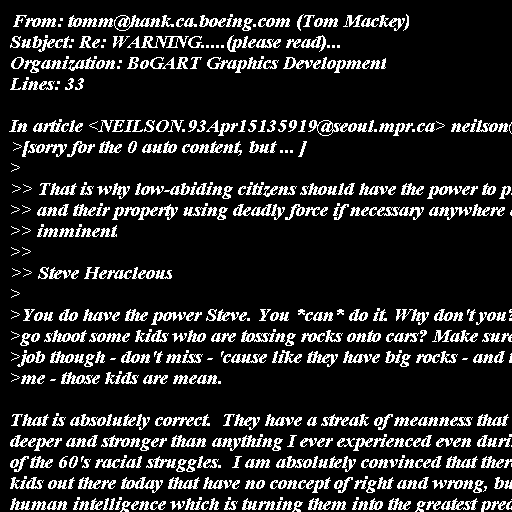 From: tomm@hank.ca.boeing.com (Tom Mackey)
Subject: Re: WARNING.....(please read)...
Organization: BoGART Graphics Development
Lines: 33
In article <NEILSON.93Apr15135919@seoul.mpr.ca> neilson@
>[sorry for the 0 auto content, but ... ]
>
>> That is why low-abiding citizens should have the power to p
>> and their property using deadly force if necessary anywhere
>> imminent.
>>
>> Steve Heracleous
>
>You do have the power Steve. You *can* do it. Why don't you?
>go shoot some kids who are tossing rocks onto cars? Make sure
>job though - don't miss - 'cause like they have big rocks - and
>me - those kids are mean.
That is absolutely correct. They have a streak of meanness that
deeper and stronger than anything I ever experienced even duri
of the 60's racial struggles. I am absolutely convinced that ther
kids out there today that have no concept of right and wrong, bu
human intelligence which is turning them into the greatest pred